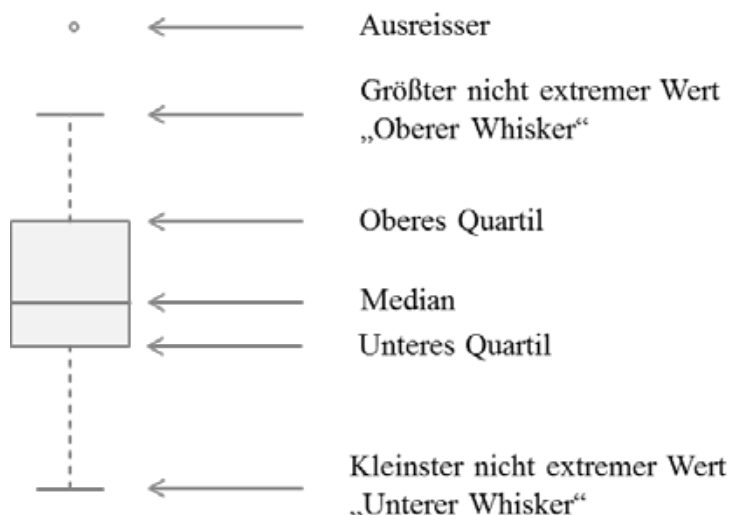 Ausreisser
Größter nicht extremer Wert
„Oberer Whisker“
Oberes Quartil
Median
Unteres Quartil
Kleinster nicht extremer Wert
„Unterer Whisker“